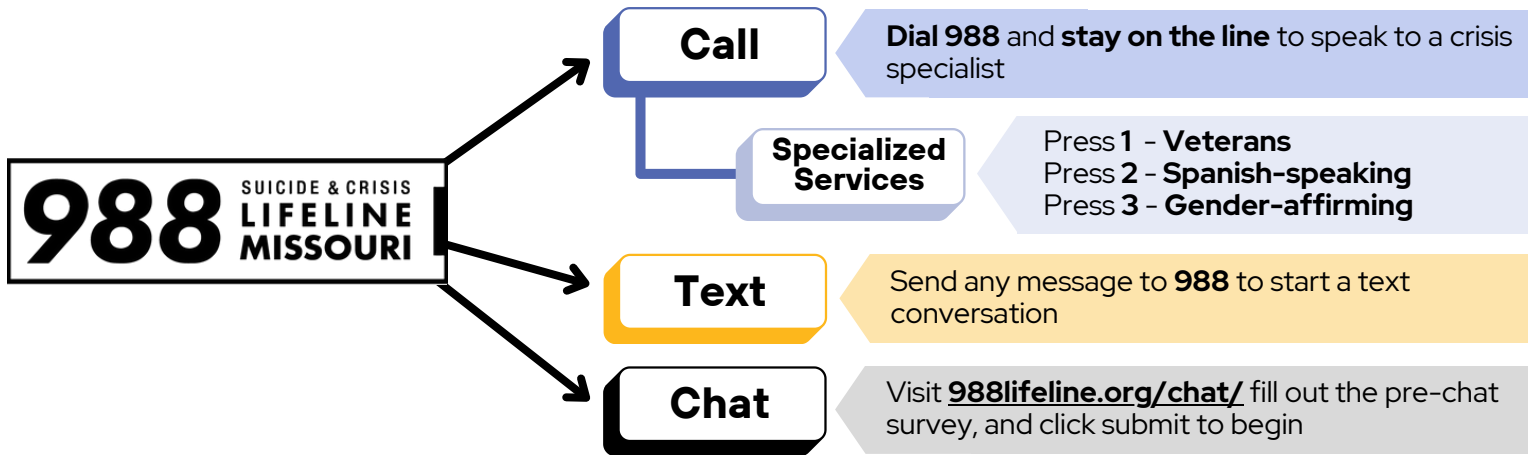 Call
Dial 988 and stay on the line to speak to a crisis
specialist
Specialized
Services
Press 1 - Veterans
Press 2 - Spanish-speaking
Press 3 - Gender-affirming
988
SUICIDE & CRISIS
LIFELINE
MISSOURI
Text
Send any message to 988 to start a text
conversation
Chat
Visit 988lifeline.org/chat/ fill out the pre-chat
survey, and click submit to begin